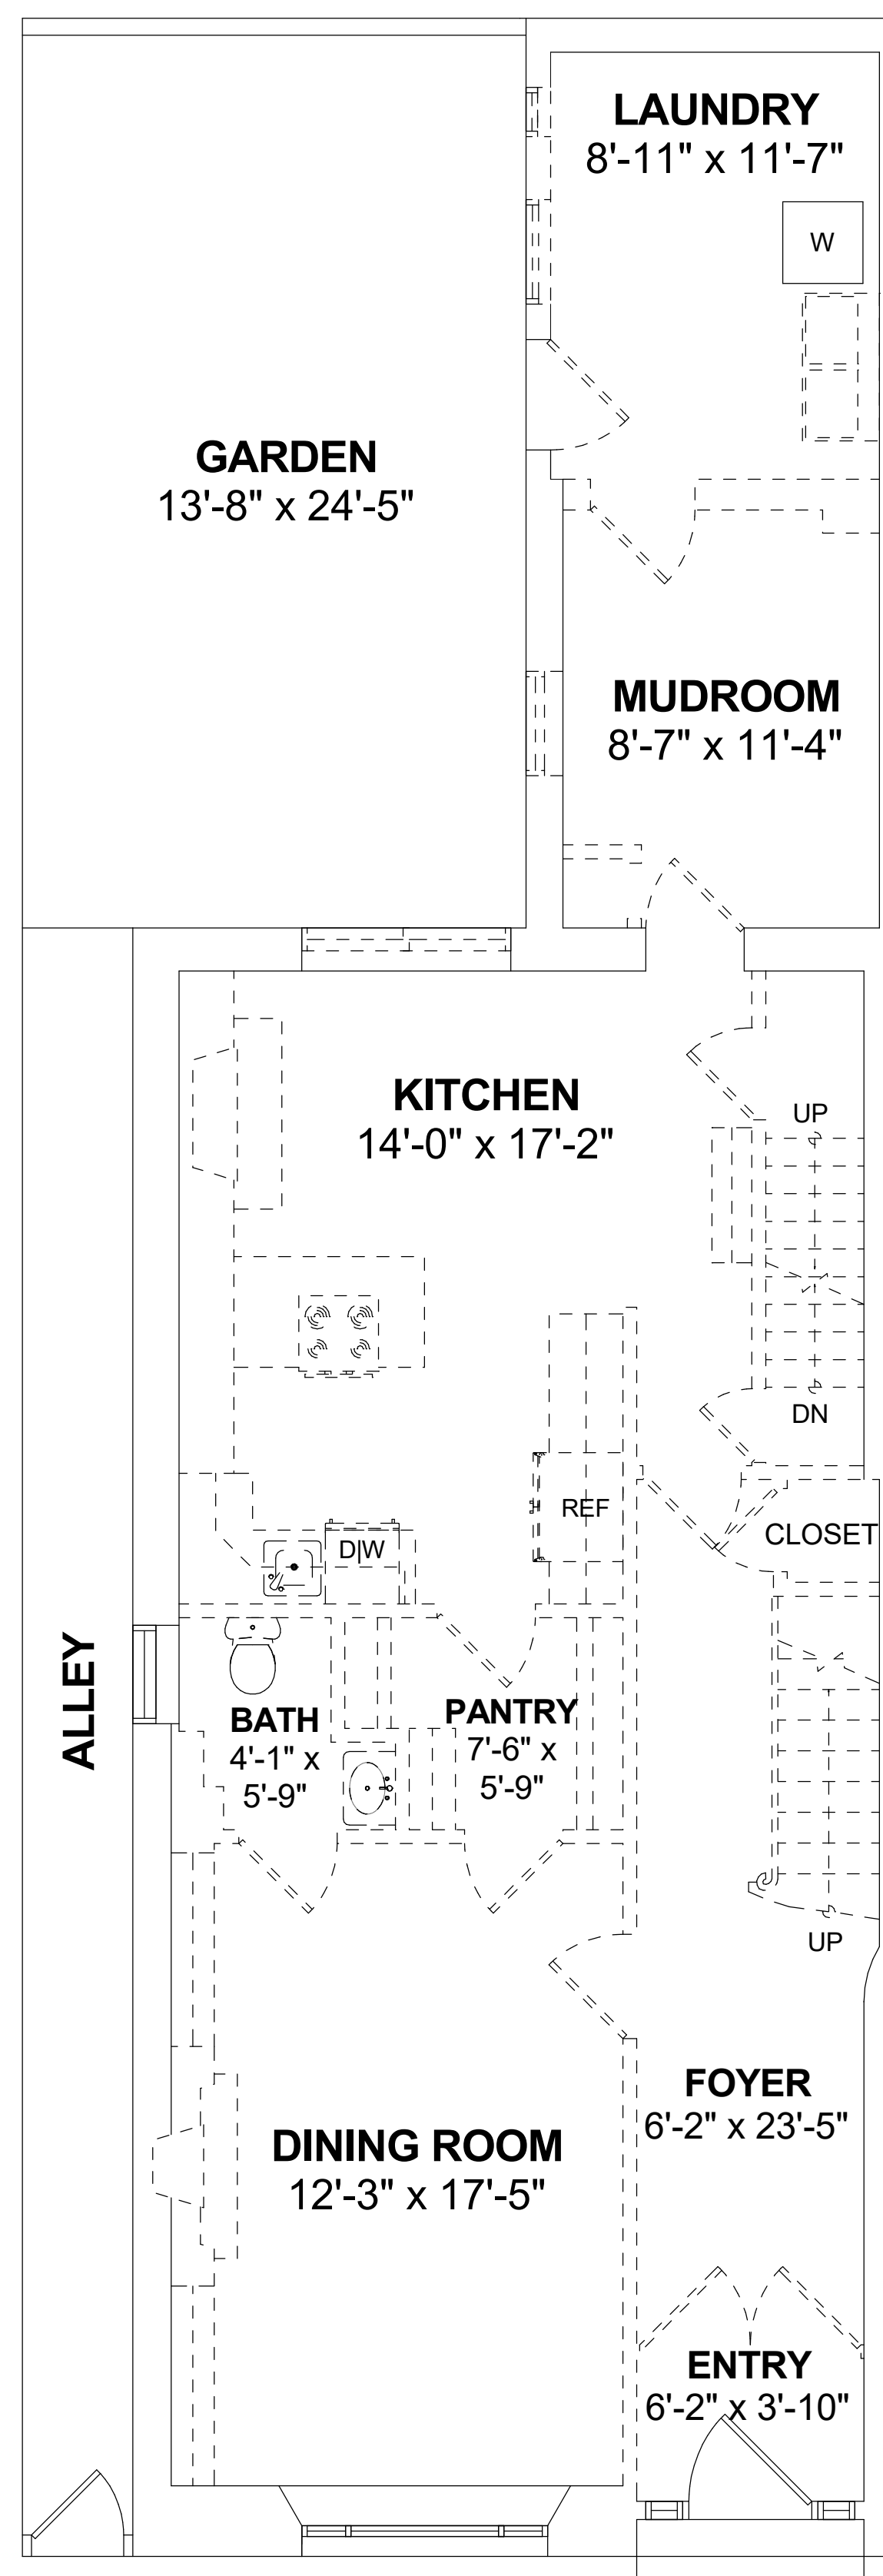 LAUNDRY
8'-11" x 11'-7"
W
GARDEN
13'-8" x 24'-5"
MUDROOM
8'-7" x 11'-4"
KITCHEN
14'-0" x 17'-2"
UP
DN
REF
CLOSET
D|W
ALLEY
BATH
4'-1" x
5'-9"
PANTRY
7'-6" x
5'-9"
UP
FOYER
6'-2" x 23'-5"
DINING ROOM
12'-3" x 17'-5"
ENTRY
6'-2" x 3'-10"